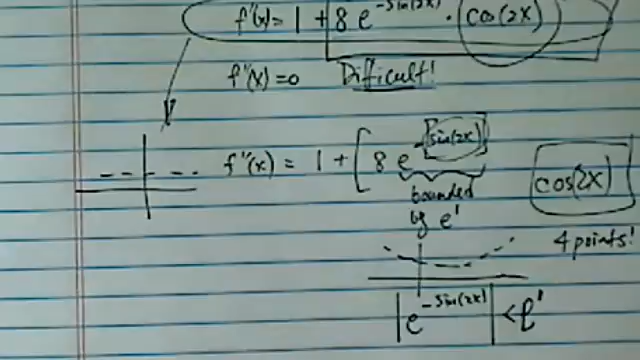 f''(x) = 1 + 8 e^{-sin(2x)} · cos(2x)
f''(x) = 0 Difficult!
f''(x) = 1 + [ 8 e^{-sin(2x)} cos(2x)
bounded
by e'
4 points!
|e^{-sin(2x)}| < e'